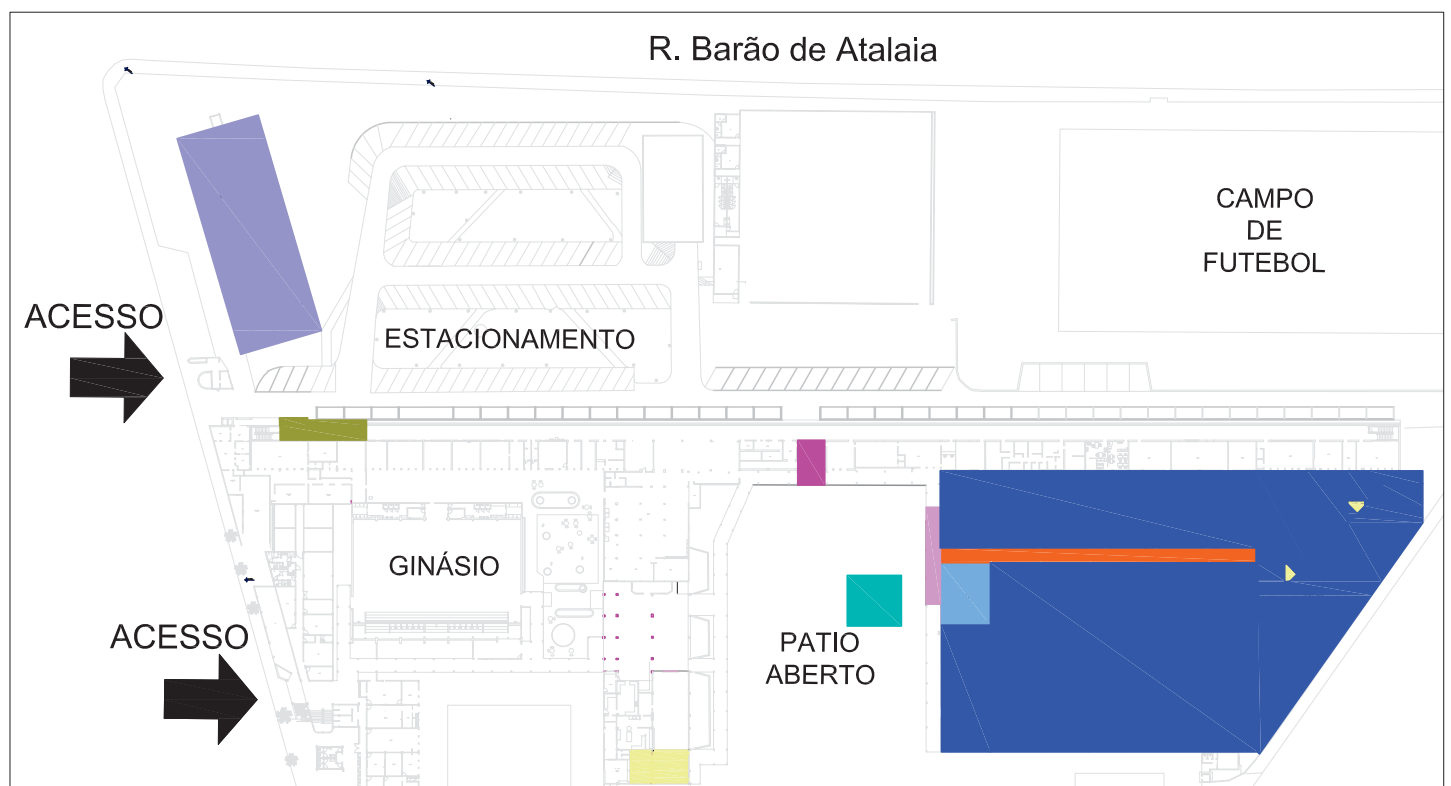 R. Barão de Atalaia
CAMPO
DE
FUTEBOL
ACESSO
ESTACIONAMENTO
GINÁSIO
ACESSO
PATIO
ABERTO